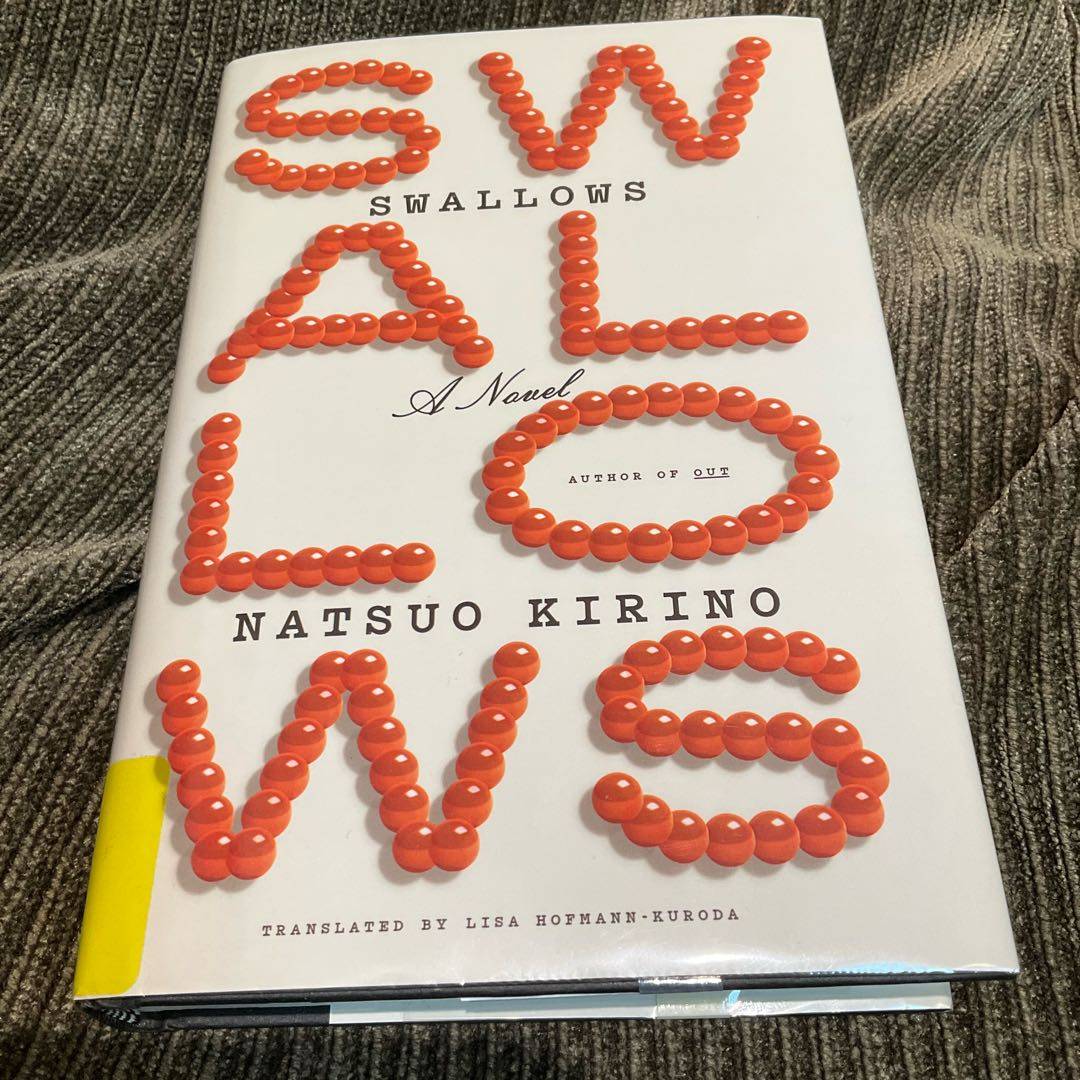 SW
SWALLOWS
AL
A Novel
LO
AUTHOR OF OUT
NATSUO KIRINO
WS
TRANSLATED BY LISA HOFMANN-KURODA